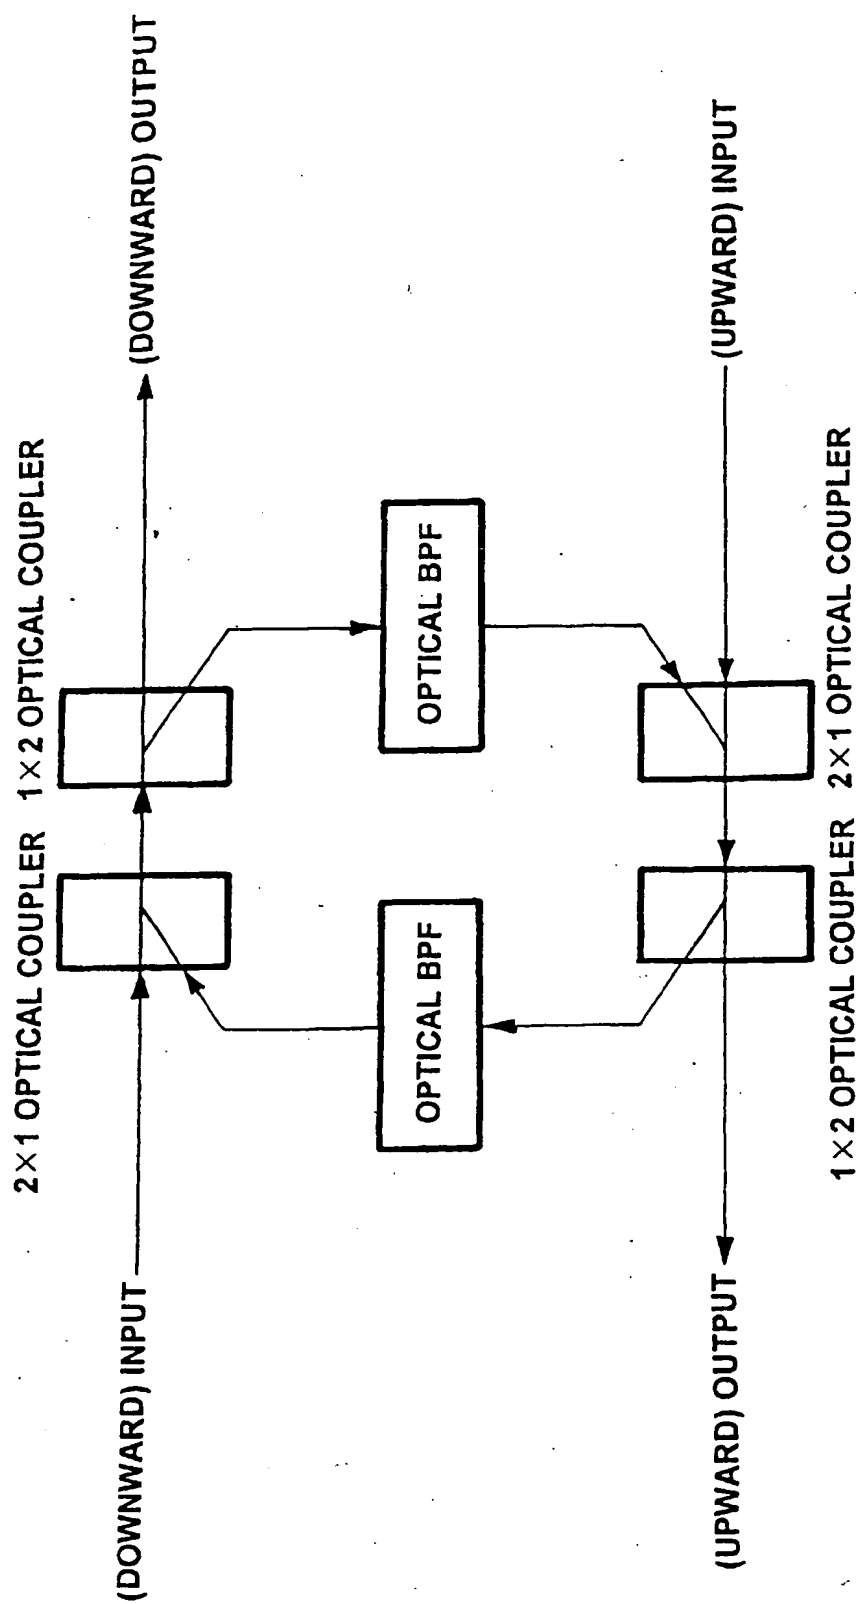 2×1 OPTICAL COUPLER
1×2 OPTICAL COUPLER
(DOWNWARD) INPUT
(DOWNWARD) OUTPUT
OPTICAL BPF
OPTICAL BPF
(UPWARD) OUTPUT
(UPWARD) INPUT
1×2 OPTICAL COUPLER
2×1 OPTICAL COUPLER